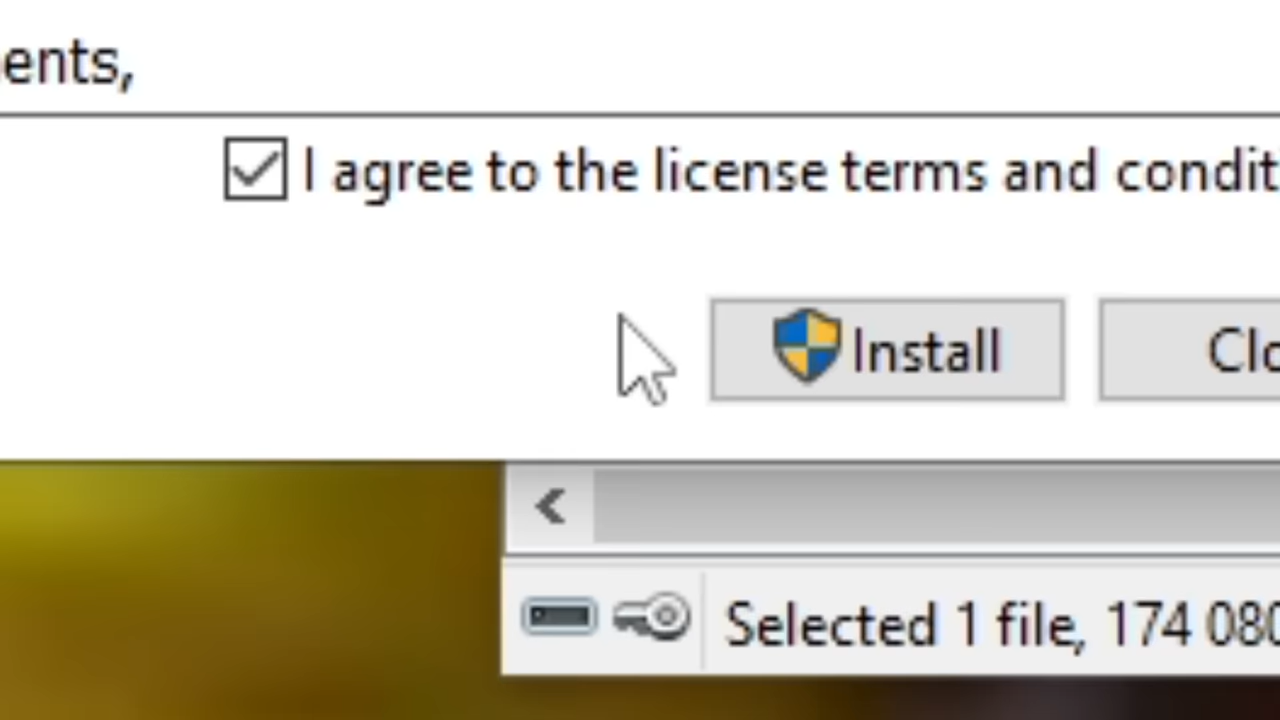 ents,
I agree to the license terms and condit
Install
Clo
Selected 1 file, 174 080